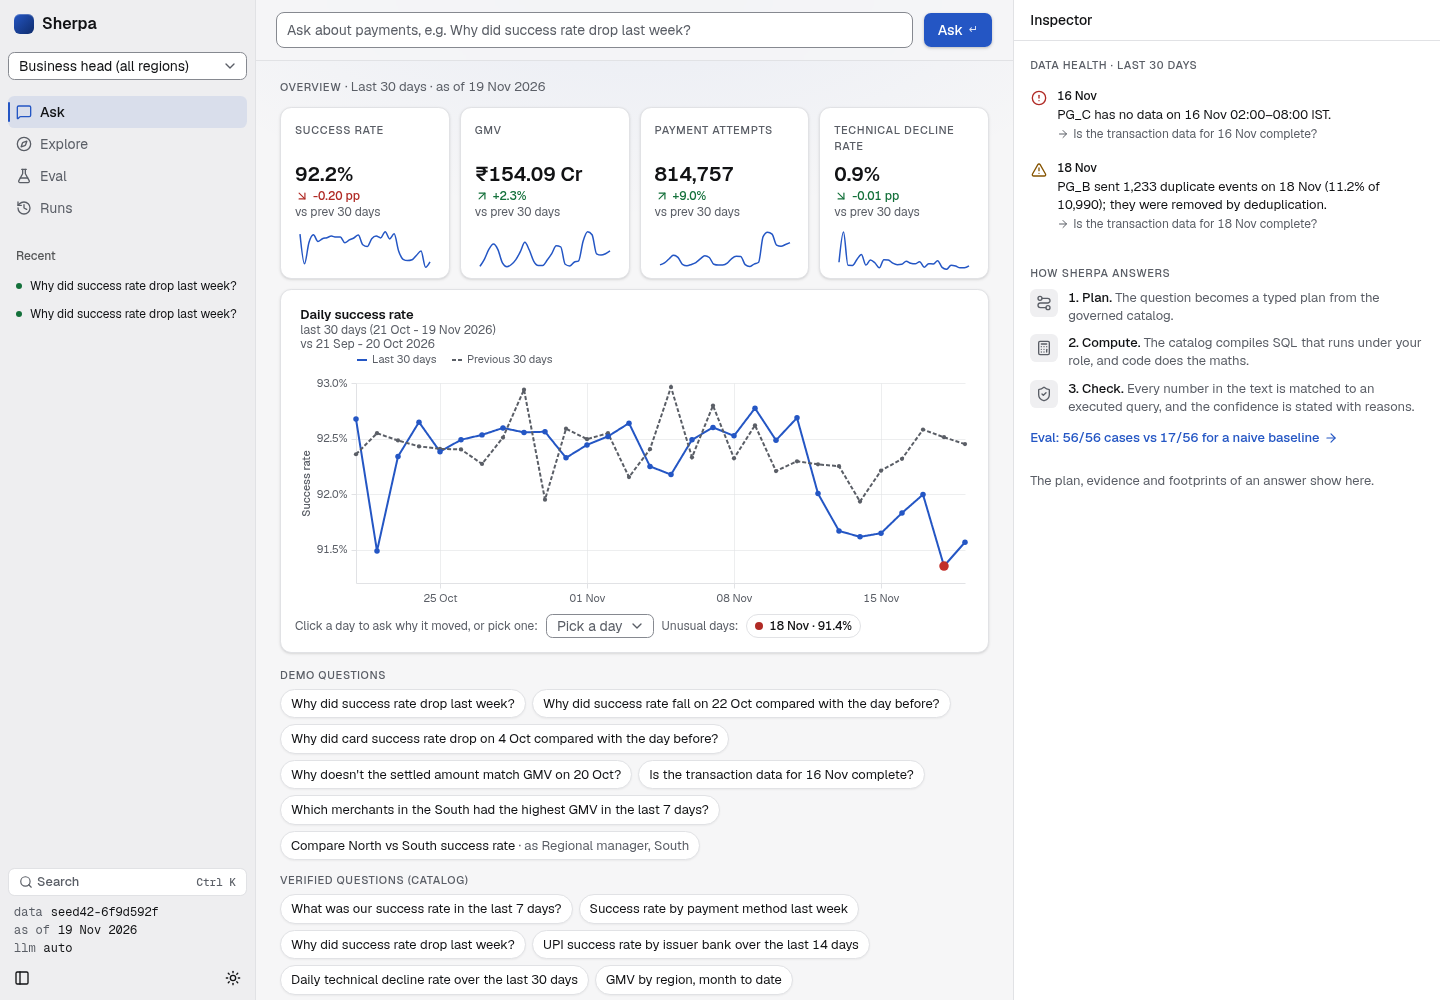 Sherpa
Business head (all regions)
Ask
Explore
Eval
Runs
Recent
Why did success rate drop last week?
Why did success rate drop last week?
Search Ctrl K
data seed42-6f9d592f
as of 19 Nov 2026
llm auto
Ask about payments, e.g. Why did success rate drop last week?
Ask ↵
OVERVIEW · Last 30 days · as of 19 Nov 2026
SUCCESS RATE
92.2%
↘ -0.20 pp
vs prev 30 days
GMV
₹154.09 Cr
↗ +2.3%
vs prev 30 days
PAYMENT ATTEMPTS
814,757
↗ +9.0%
vs prev 30 days
TECHNICAL DECLINE
RATE
0.9%
↘ -0.01 pp
vs prev 30 days
Daily success rate
last 30 days (21 Oct - 19 Nov 2026)
vs 21 Sep - 20 Oct 2026
Last 30 days Previous 30 days
93.0%
92.5%
92.0%
91.5%
Success rate
25 Oct 01 Nov 08 Nov 15 Nov
Click a day to ask why it moved, or pick one: Pick a day Unusual days: 18 Nov · 91.4%
DEMO QUESTIONS
Why did success rate drop last week? Why did success rate fall on 22 Oct compared with the day before?
Why did card success rate drop on 4 Oct compared with the day before?
Why doesn't the settled amount match GMV on 20 Oct? Is the transaction data for 16 Nov complete?
Which merchants in the South had the highest GMV in the last 7 days?
Compare North vs South success rate · as Regional manager, South
VERIFIED QUESTIONS (CATALOG)
What was our success rate in the last 7 days? Success rate by payment method last week
Why did success rate drop last week? UPI success rate by issuer bank over the last 14 days
Daily technical decline rate over the last 30 days GMV by region, month to date
Inspector
DATA HEALTH · LAST 30 DAYS
16 Nov
PG_C has no data on 16 Nov 02:00–08:00 IST.
→ Is the transaction data for 16 Nov complete?
18 Nov
PG_B sent 1,233 duplicate events on 18 Nov (11.2% of
10,990); they were removed by deduplication.
→ Is the transaction data for 18 Nov complete?
HOW SHERPA ANSWERS
1. Plan. The question becomes a typed plan from the
governed catalog.
2. Compute. The catalog compiles SQL that runs under your
role, and code does the maths.
3. Check. Every number in the text is matched to an
executed query, and the confidence is stated with reasons.
Eval: 56/56 cases vs 17/56 for a naive baseline →
The plan, evidence and footprints of an answer show here.